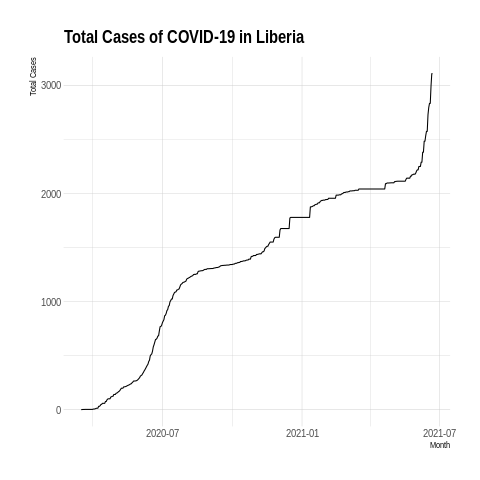 Total Cases of COVID-19 in Liberia
Total Cases
3000
2000
1000
0
2020-07
2021-01
2021-07
Month